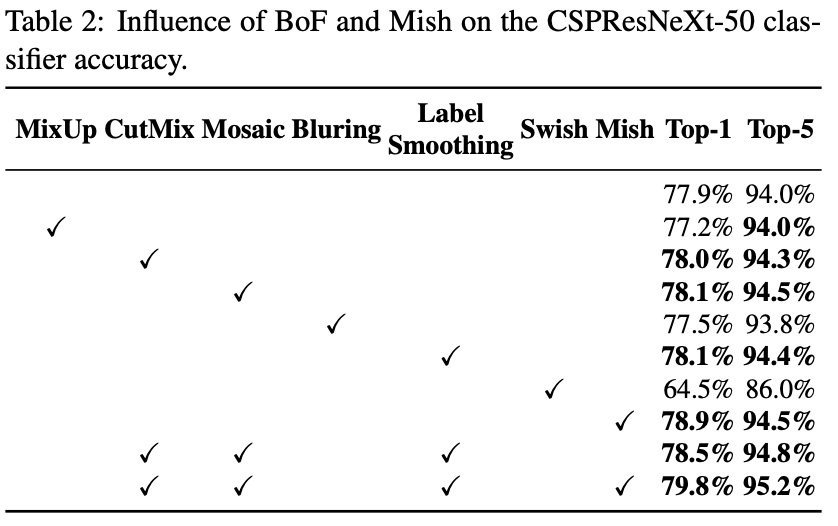 Table 2: Influence of BoF and Mish on the CSPResNeXt-50 clas-
sifier accuracy.
MixUp CutMix Mosaic Bluring Label Smoothing Swish Mish Top-1 Top-5
77.9% 94.0%
✓ 77.2% 94.0%
✓ 78.0% 94.3%
✓ 78.1% 94.5%
✓ 77.5% 93.8%
✓ 78.1% 94.4%
✓ 64.5% 86.0%
✓ 78.9% 94.5%
✓ ✓ ✓ 78.5% 94.8%
✓ ✓ ✓ ✓ 79.8% 95.2%